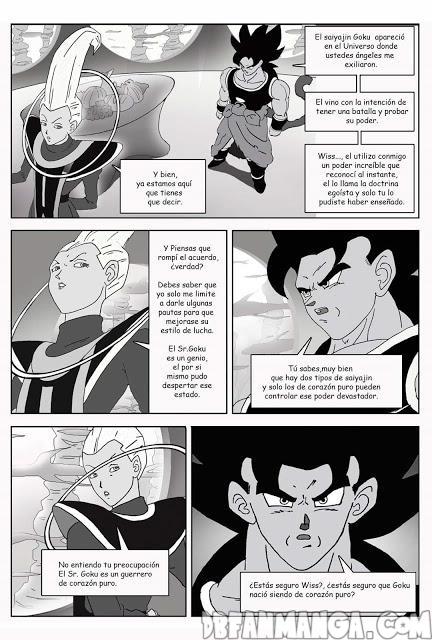 Y bien,
ya estamos aquí
que tienes
que decir.
El saiyajin Goku apareció
en el Universo donde
ustedes ángeles me
exiliaron.
El vino con la intención de
tener una batalla y probar
su poder.
Wiss..., el utilizo conmigo
un poder increíble que
reconocí al instante,
el lo llama la doctrina
egoísta y solo tu lo
pudiste haber enseñado.
Y Piensas que
rompí el acuerdo,
¿verdad?
Debes saber que
yo solo me limite
a darle algunas
pautas para que
mejorase su
estilo de lucha.
El Sr.Goku
es un genio,
el por si
mismo pudo
despertar ese
estado.
Tú sabes,muy bien
que hay dos tipos de saiyajin
y solo los de corazón puro pueden
controlar ese poder devastador.
No entiendo tu preocupación
El Sr. Goku es un guerrero
de corazón puro.
¿Estás seguro Wiss?, ¿estás seguro que Goku
nació siendo de corazón puro?
DBFANMANGA.COM